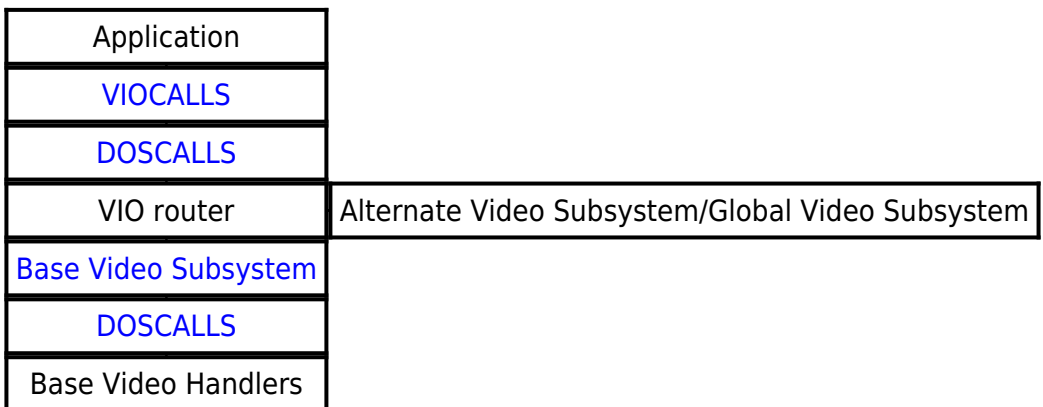 Application
VIOCALLS
DOSCALLS
VIO router
Alternate Video Subsystem/Global Video Subsystem
Base Video Subsystem
DOSCALLS
Base Video Handlers